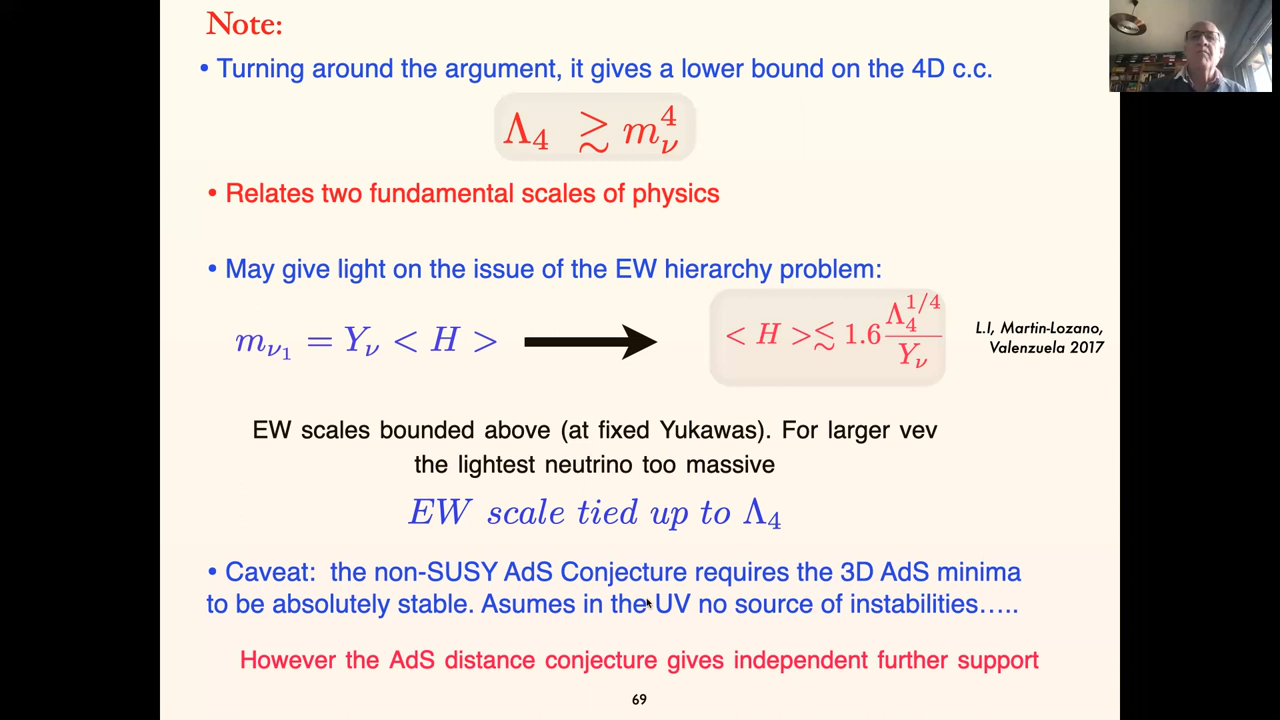 Note:
• Turning around the argument, it gives a lower bound on the 4D c.c.
Λ₄ ≳ m_ν^4
• Relates two fundamental scales of physics
• May give light on the issue of the EW hierarchy problem:
m_{ν₁} = Y_ν < H > → < H > ≲ 1.6 Λ₄^{1/4} / Y_ν
L.I, Martin-Lozano,
Valenzuela 2017
EW scales bounded above (at fixed Yukawas). For larger vev
the lightest neutrino too massive
EW scale tied up to Λ₄
• Caveat: the non-SUSY AdS Conjecture requires the 3D AdS minima
to be absolutely stable. Asumes in the UV no source of instabilities…..
However the AdS distance conjecture gives independent further support
69